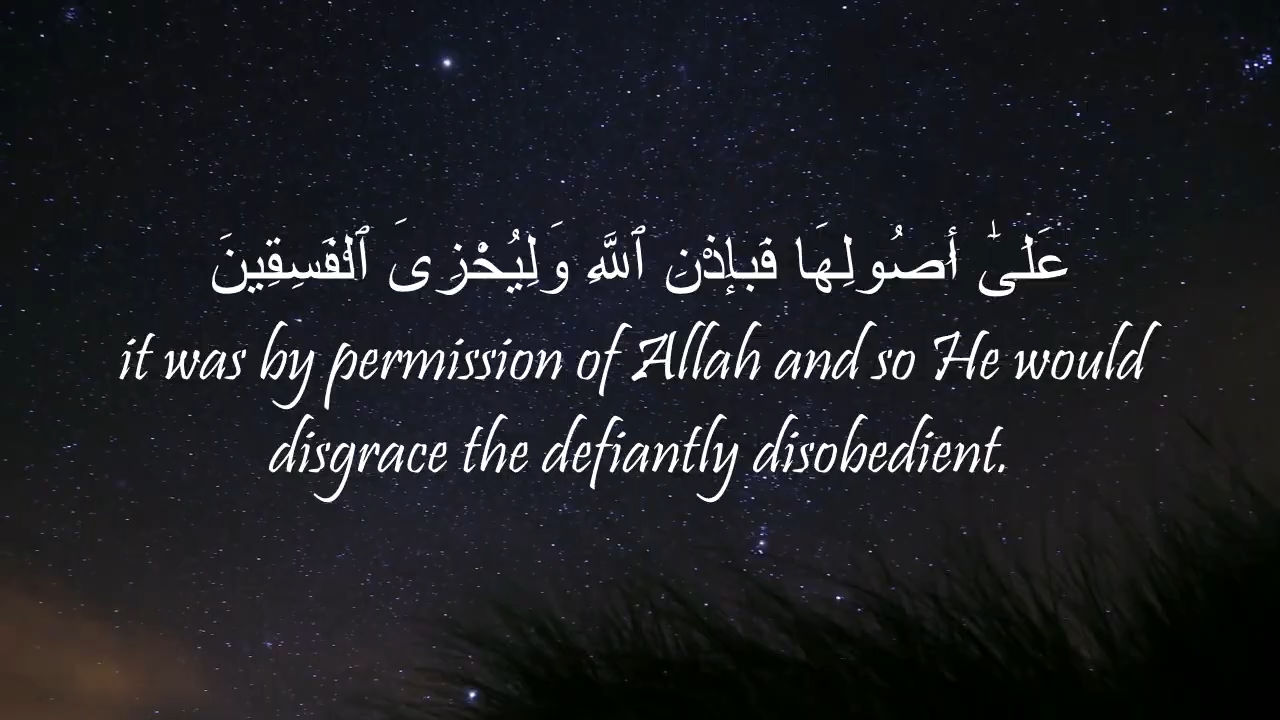 عَلَىٰٓ أُصُولِهَا فَبِإِذْنِ ٱللَّهِ وَلِيُخْزِىَ ٱلْفَـٰسِقِينَ
it was by permission of Allah and so He would
disgrace the defiantly disobedient.